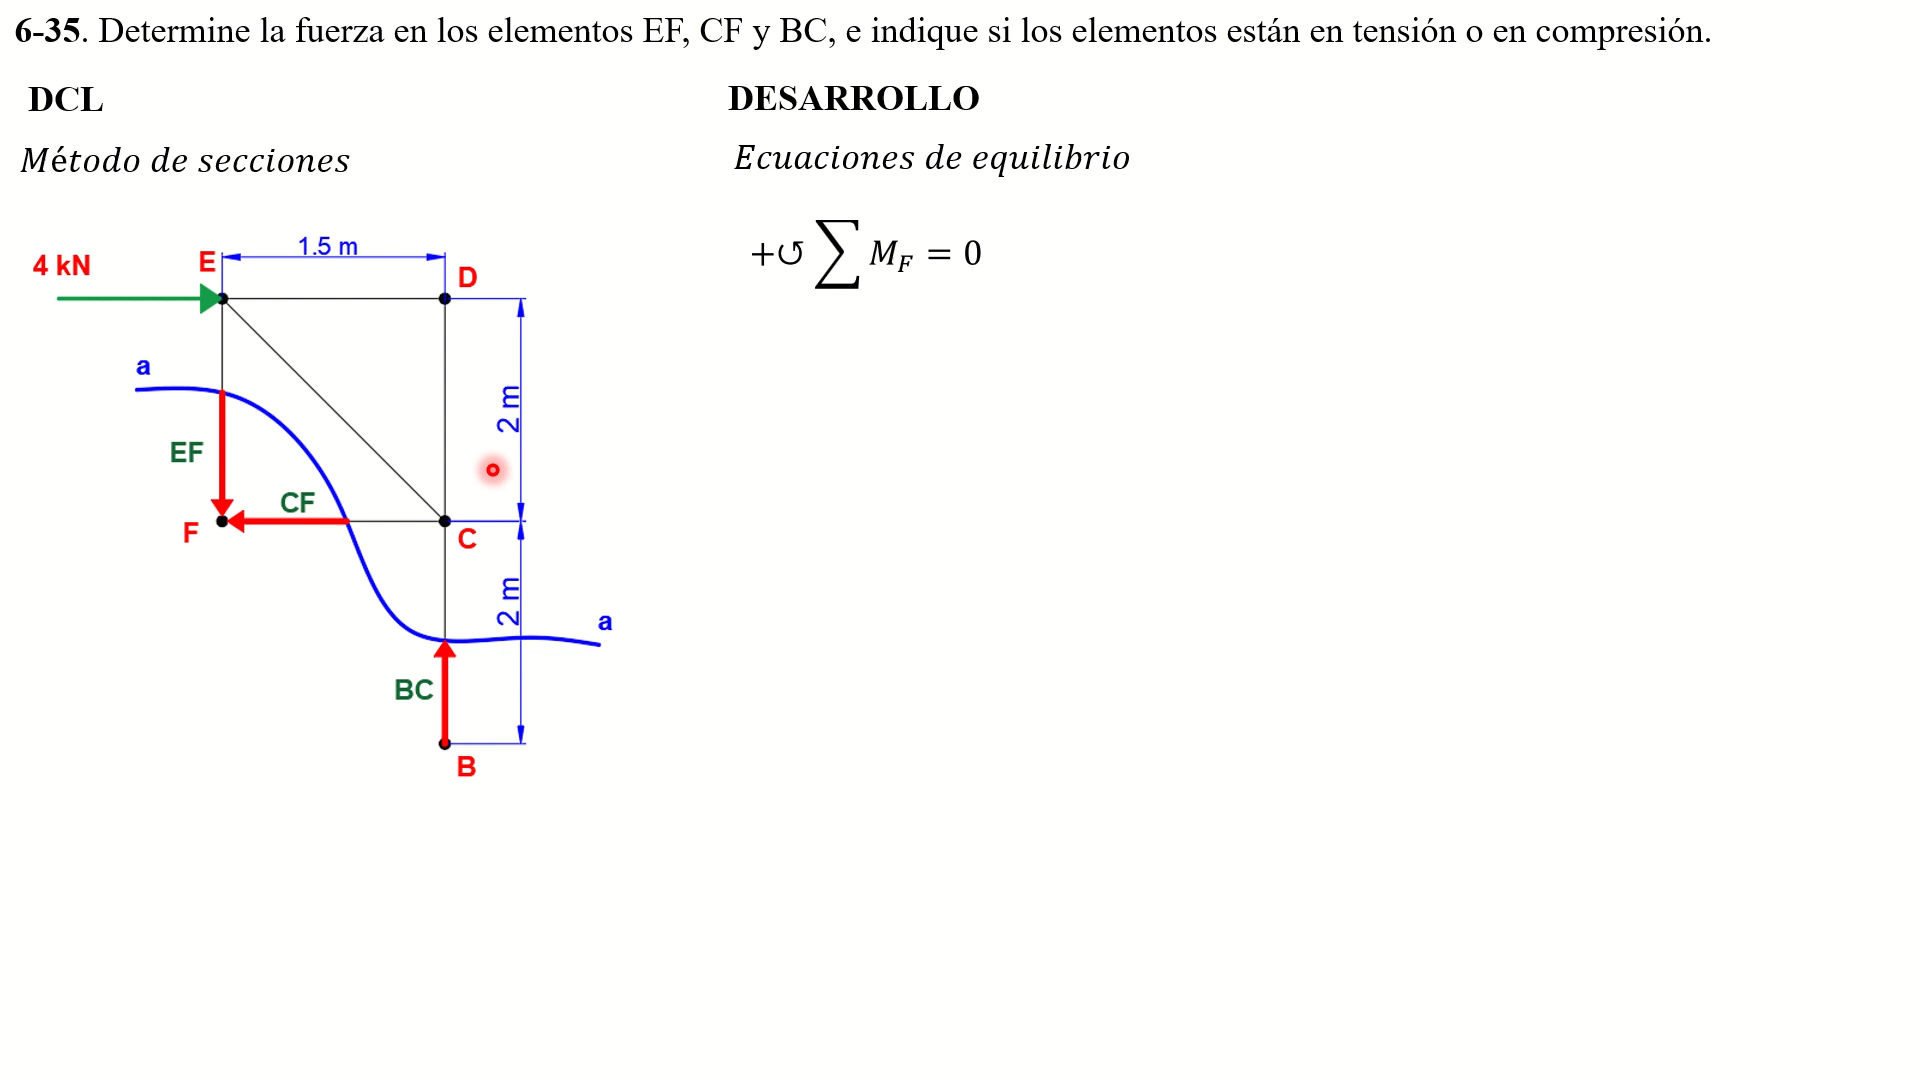 6-35. Determine la fuerza en los elementos EF, CF y BC, e indique si los elementos están en tensión o en compresión.
DCL
DESARROLLO
Método de secciones
Ecuaciones de equilibrio
+↺ ∑ M_F = 0
1.5 m
4 kN
E
D
a
2 m
EF
CF
F
C
2 m
a
BC
B